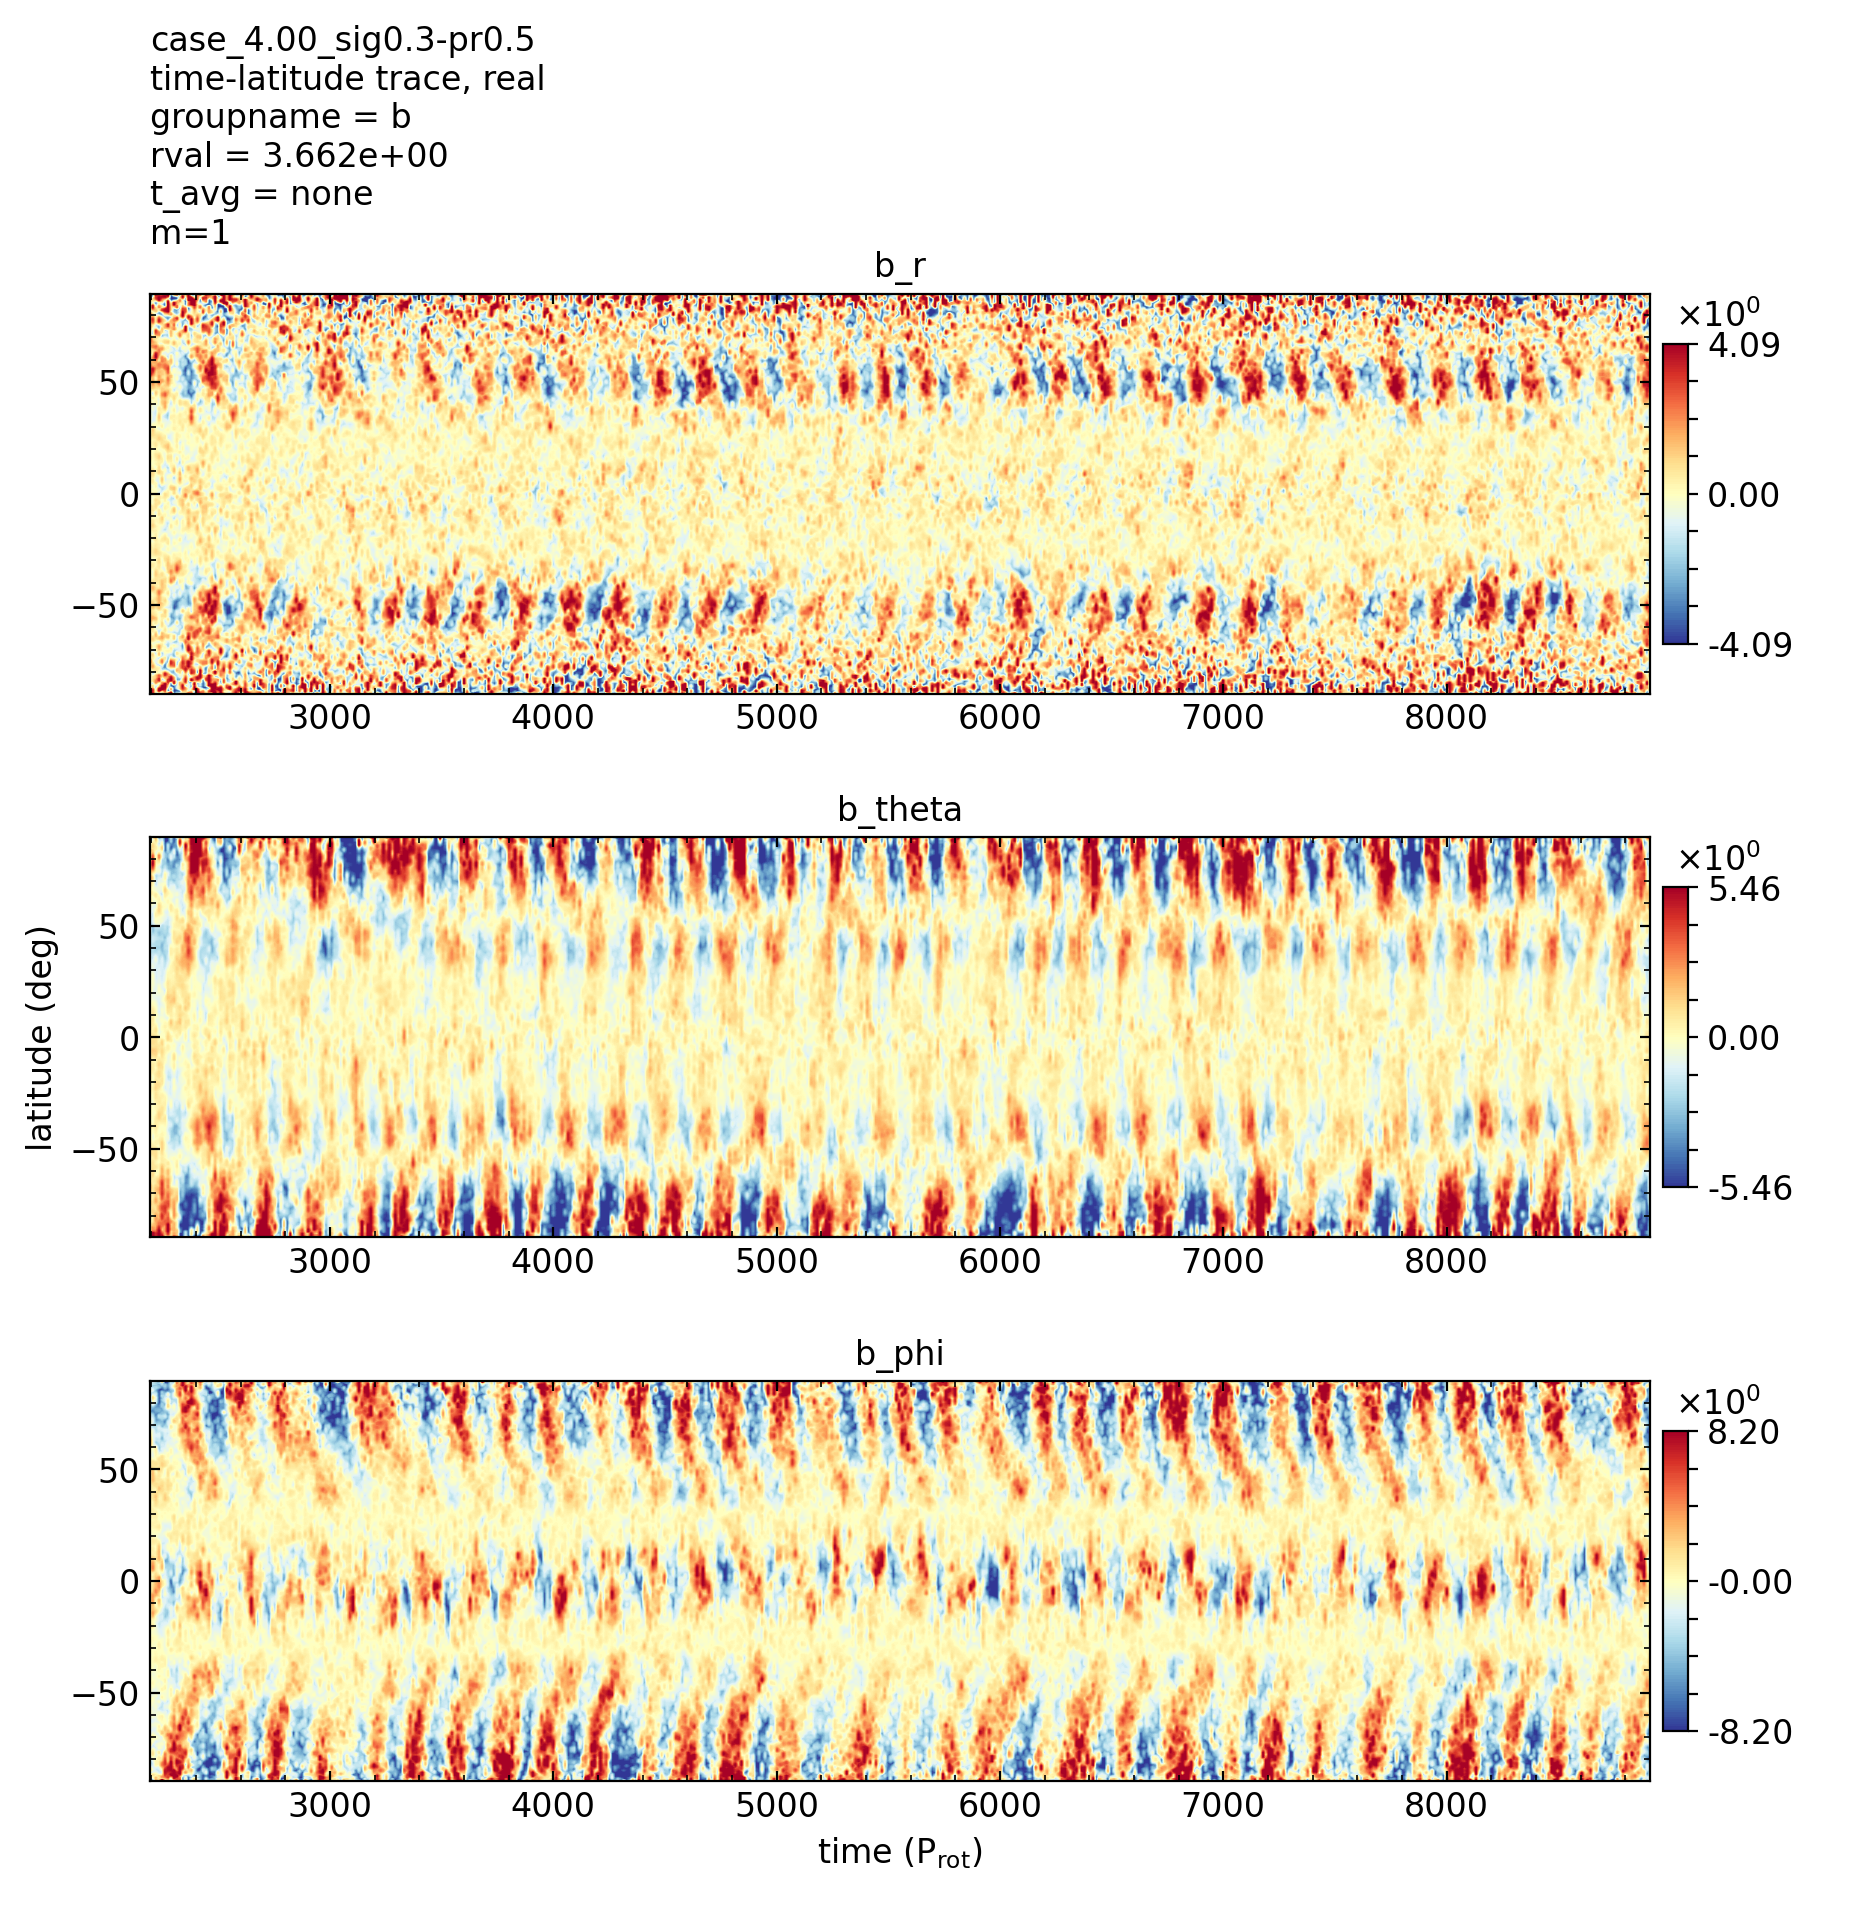 case_4.00_sig0.3-pr0.5
time-latitude trace, real
groupname = b
rval = 3.662e+00
t_avg = none
m=1
b_r
×10⁰
4.09
0.00
-4.09
50
0
−50
3000 4000 5000 6000 7000 8000
b_theta
×10⁰
5.46
0.00
-5.46
latitude (deg)
50
0
−50
3000 4000 5000 6000 7000 8000
b_phi
×10⁰
8.20
-0.00
-8.20
50
0
−50
3000 4000 5000 6000 7000 8000
time (P_rot)